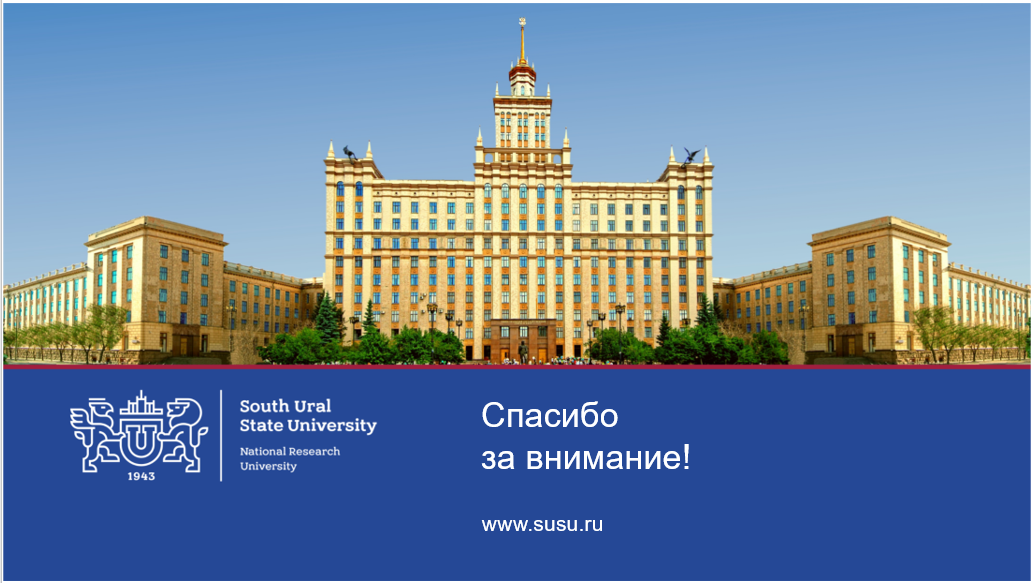 South Ural
State University
National Research
University
1943
Спасибо
за внимание!
www.susu.ru